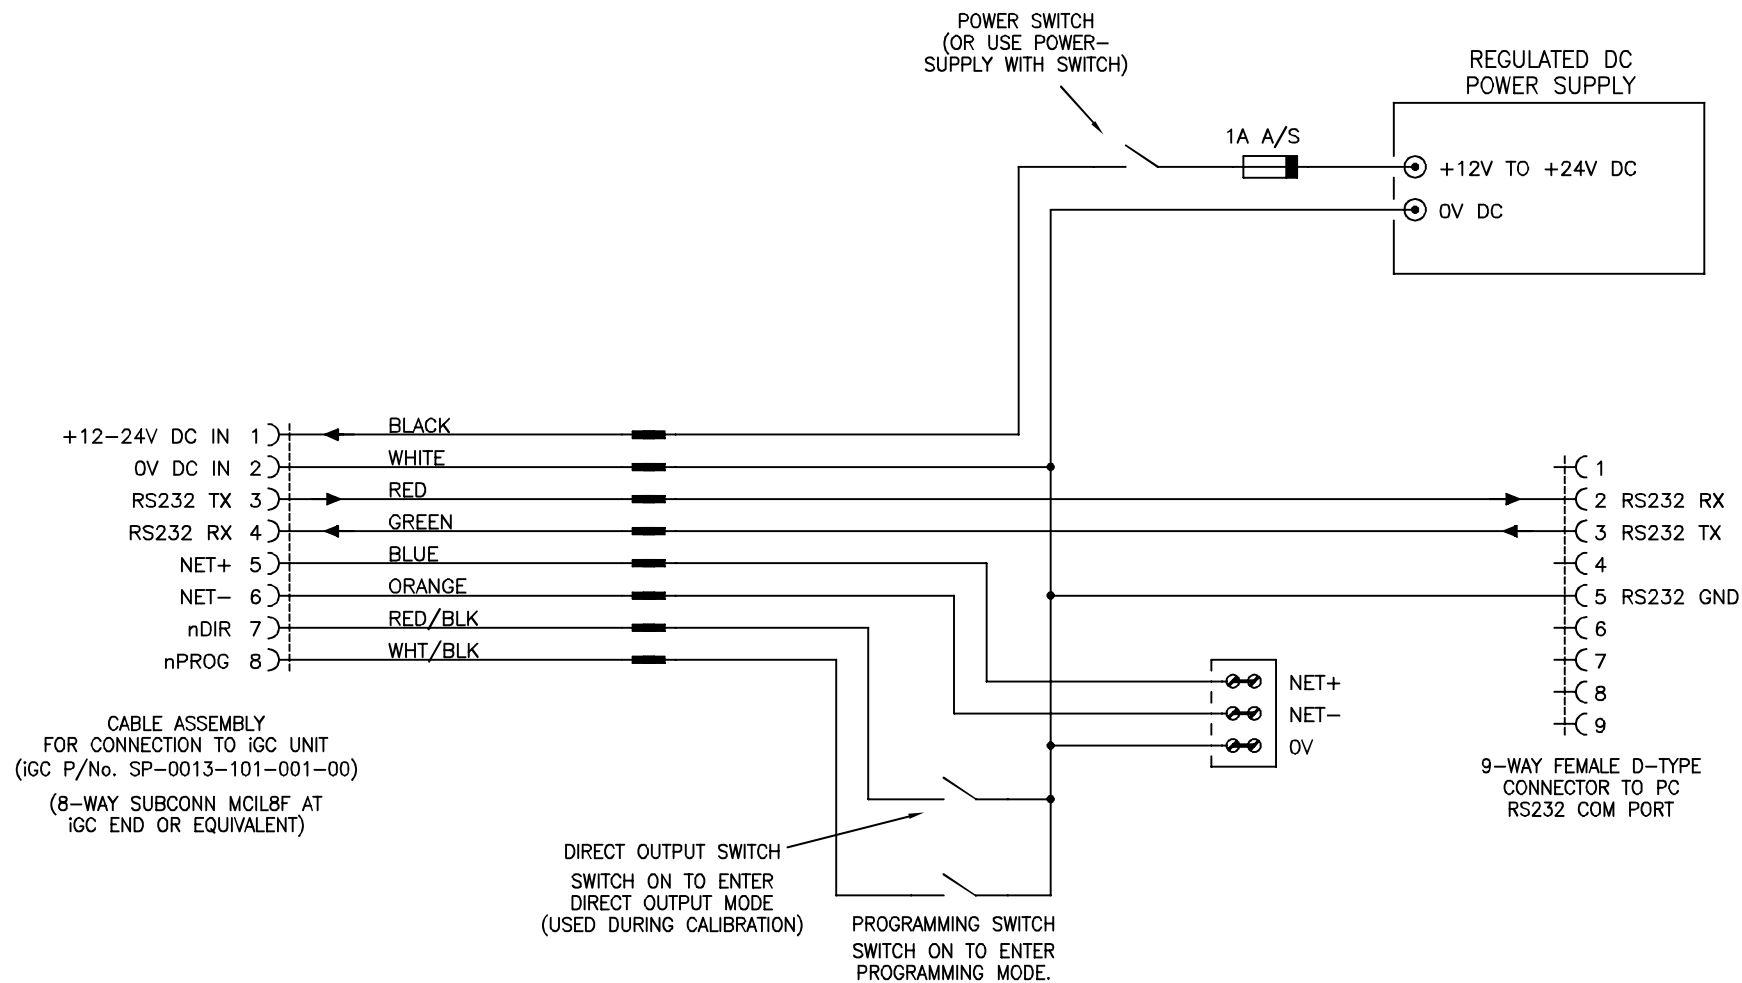 POWER SWITCH
(OR USE POWER-
SUPPLY WITH SWITCH)
REGULATED DC
POWER SUPPLY
1A A/S
+12V TO +24V DC
0V DC
+12-24V DC IN 1 BLACK
0V DC IN 2 WHITE
RS232 TX 3 RED
RS232 RX 4 GREEN
NET+ 5 BLUE
NET- 6 ORANGE
nDIR 7 RED/BLK
nPROG 8 WHT/BLK
1
2 RS232 RX
3 RS232 TX
4
5 RS232 GND
6
7
8
9
NET+
NET-
0V
CABLE ASSEMBLY
FOR CONNECTION TO iGC UNIT
(iGC P/No. SP-0013-101-001-00)
(8-WAY SUBCONN MCIL8F AT
iGC END OR EQUIVALENT)
9-WAY FEMALE D-TYPE
CONNECTOR TO PC
RS232 COM PORT
DIRECT OUTPUT SWITCH
SWITCH ON TO ENTER
DIRECT OUTPUT MODE
(USED DURING CALIBRATION)
PROGRAMMING SWITCH
SWITCH ON TO ENTER
PROGRAMMING MODE.